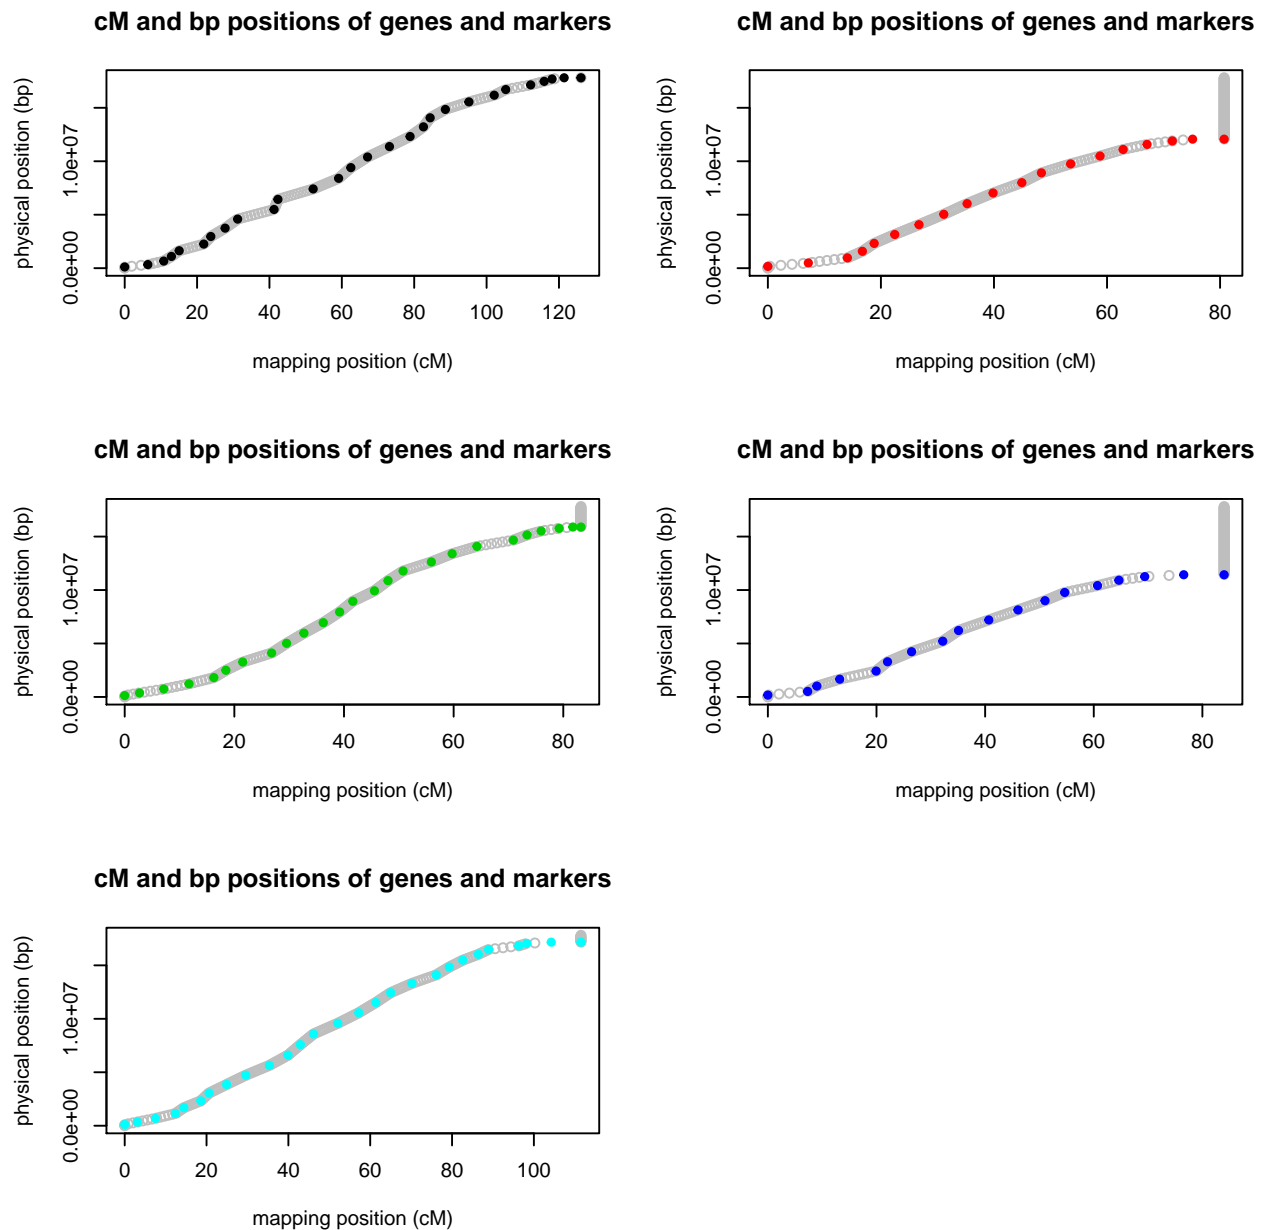 cM and bp positions of genes and markers
physical position (bp)
0.0e+00 1.0e+07
0 20 40 60 80 100 120
mapping position (cM)
cM and bp positions of genes and markers
physical position (bp)
0.0e+00 1.0e+07
0 20 40 60 80
mapping position (cM)
cM and bp positions of genes and markers
physical position (bp)
0.0e+00 1.0e+07
0 20 40 60 80
mapping position (cM)
cM and bp positions of genes and markers
physical position (bp)
0.0e+00 1.0e+07
0 20 40 60 80
mapping position (cM)
cM and bp positions of genes and markers
physical position (bp)
0.0e+00 1.0e+07
0 20 40 60 80 100
mapping position (cM)